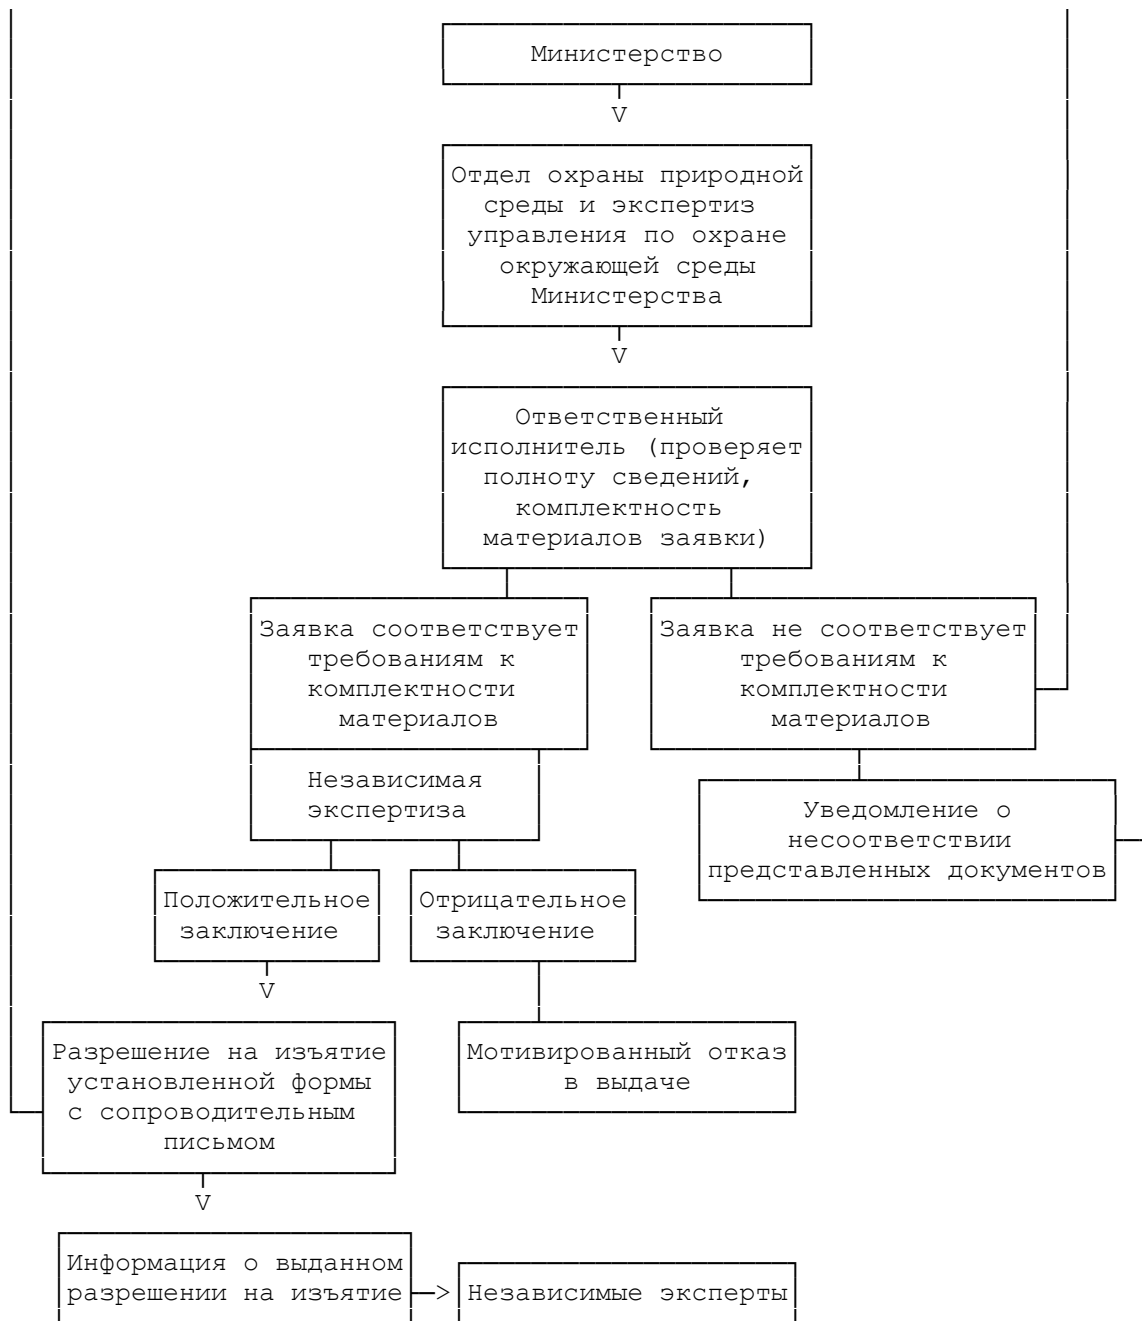 Министерство
V
Отдел охраны природной
среды и экспертиз
управления по охране
окружающей среды
Министерства
V
Ответственный
исполнитель (проверяет
полноту сведений,
комплектность
материалов заявки)
Заявка соответствует
требованиям к
комплектности
материалов
Заявка не соответствует
требованиям к
комплектности
материалов
Независимая
экспертиза
Уведомление о
несоответствии
представленных документов
Положительное
заключение
Отрицательное
заключение
V
Разрешение на изъятие
установленной формы
с сопроводительным
письмом
Мотивированный отказ
в выдаче
V
Информация о выданном
разрешении на изъятие
Независимые эксперты